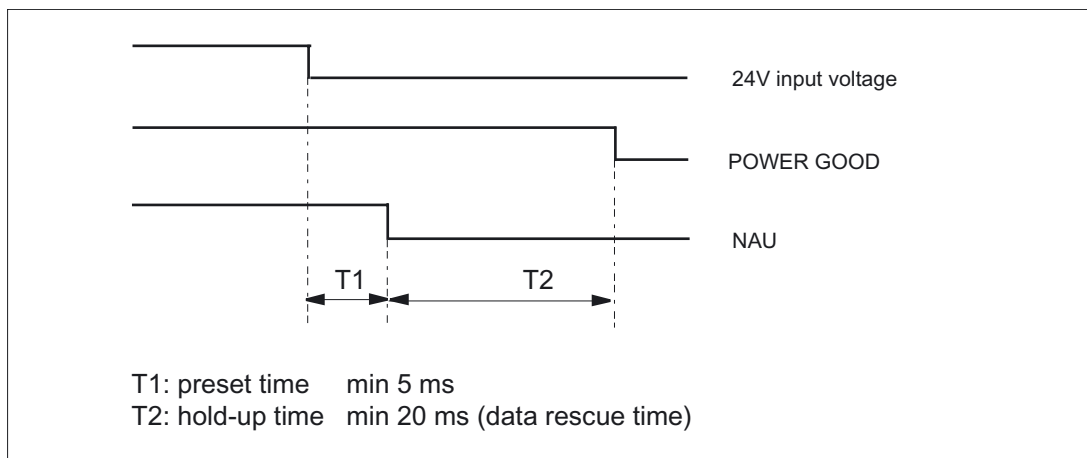 24V input voltage
POWER GOOD
NAU
T1 T2
T1: preset time min 5 ms
T2: hold-up time min 20 ms (data rescue time)